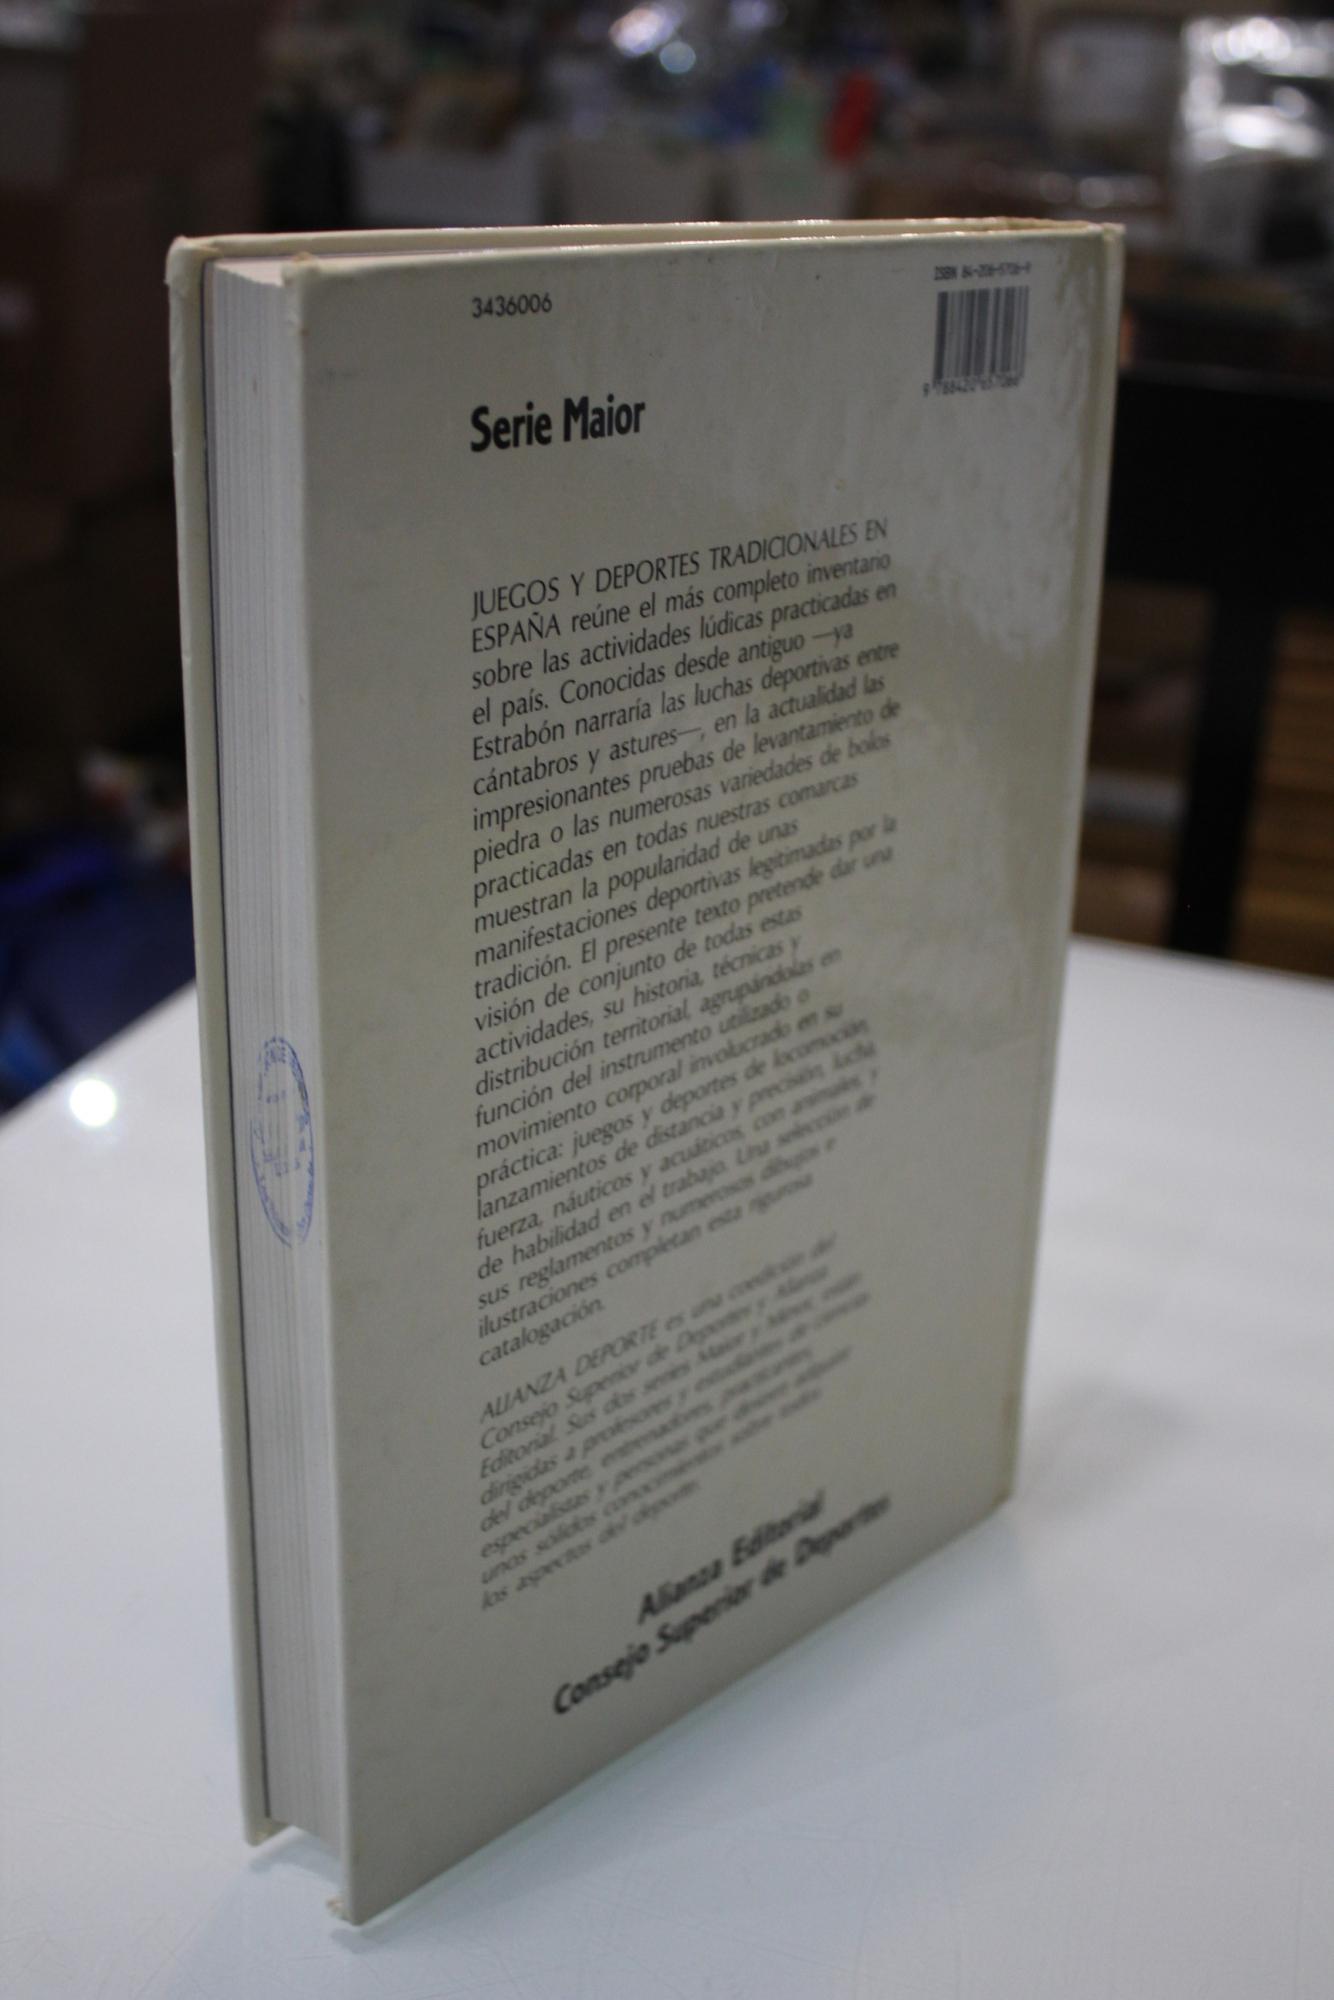 3436006
ISBN 84-206-5706-9
9 788420 657066
Serie Maior
JUEGOS Y DEPORTES TRADICIONALES EN
ESPAÑA reúne el más completo inventario
sobre las actividades lúdicas practicadas en
el país. Conocidas desde antiguo —ya
Estrabón narraría las luchas deportivas entre
cántabros y astures—, en la actualidad las
impresionantes pruebas de levantamiento de
piedra o las numerosas variedades de bolos
practicadas en todas nuestras comarcas
muestran la popularidad de unas
manifestaciones deportivas legitimadas por la
tradición. El presente texto pretende dar una
visión de conjunto de todas estas
actividades, su historia, técnicas y
distribución territorial, agrupándolas en
función del instrumento utilizado o
movimiento corporal involucrado en su
práctica: juegos y deportes de locomoción,
lanzamientos de distancia y precisión, lucha,
fuerza, náuticos y acuáticos, con animales, y
de habilidad en el trabajo. Una selección de
sus reglamentos y numerosos dibujos e
ilustraciones completan esta rigurosa
catalogación.
ALIANZA DEPORTE es una coedición del
Consejo Superior de Deportes y Alianza
Editorial. Sus dos series Maior y Minor, están
dirigidas a profesores y estudiantes de ciencias
del deporte, entrenadores, practicantes,
especialistas y personas que deseen adquirir
unos sólidos conocimientos sobre todos
los aspectos del deporte.
Alianza Editorial
Consejo Superior de Deportes